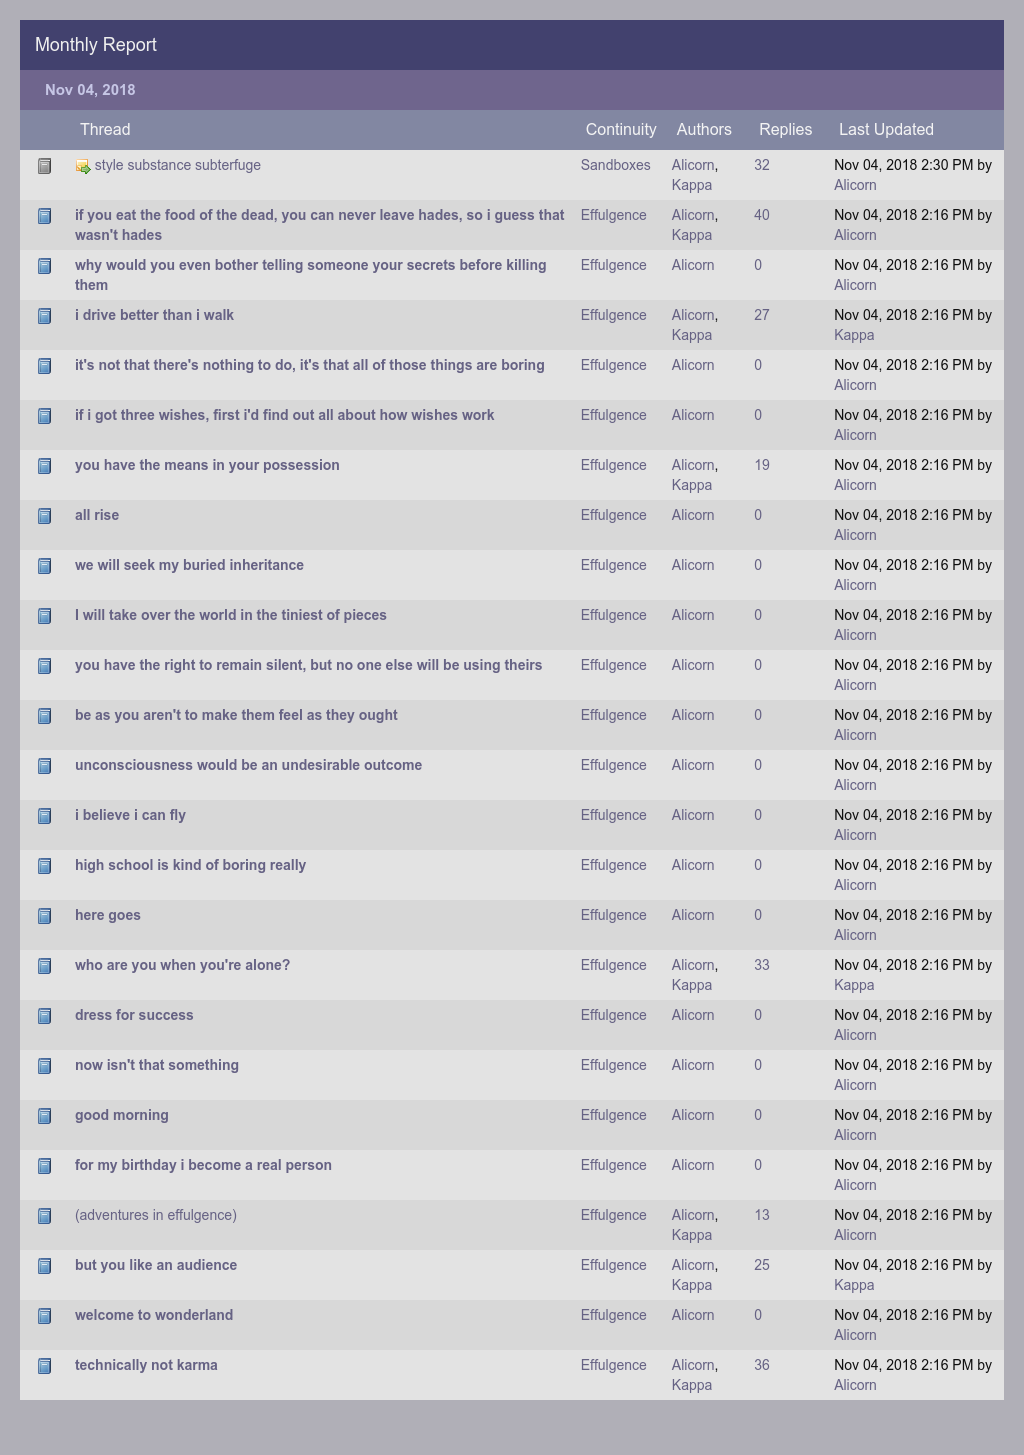 Monthly Report
Nov 04, 2018
Thread Continuity Authors Replies Last Updated
style substance subterfuge Sandboxes Alicorn, 32 Nov 04, 2018 2:30 PM by
Kappa Alicorn
if you eat the food of the dead, you can never leave hades, so i guess that Effulgence Alicorn, 40 Nov 04, 2018 2:16 PM by
wasn't hades Kappa Alicorn
why would you even bother telling someone your secrets before killing Effulgence Alicorn 0 Nov 04, 2018 2:16 PM by
them Alicorn
i drive better than i walk Effulgence Alicorn, 27 Nov 04, 2018 2:16 PM by
Kappa Kappa
it's not that there's nothing to do, it's that all of those things are boring Effulgence Alicorn 0 Nov 04, 2018 2:16 PM by
Alicorn
if i got three wishes, first i'd find out all about how wishes work Effulgence Alicorn 0 Nov 04, 2018 2:16 PM by
Alicorn
you have the means in your possession Effulgence Alicorn, 19 Nov 04, 2018 2:16 PM by
Kappa Alicorn
all rise Effulgence Alicorn 0 Nov 04, 2018 2:16 PM by
Alicorn
we will seek my buried inheritance Effulgence Alicorn 0 Nov 04, 2018 2:16 PM by
Alicorn
I will take over the world in the tiniest of pieces Effulgence Alicorn 0 Nov 04, 2018 2:16 PM by
Alicorn
you have the right to remain silent, but no one else will be using theirs Effulgence Alicorn 0 Nov 04, 2018 2:16 PM by
Alicorn
be as you aren't to make them feel as they ought Effulgence Alicorn 0 Nov 04, 2018 2:16 PM by
Alicorn
unconsciousness would be an undesirable outcome Effulgence Alicorn 0 Nov 04, 2018 2:16 PM by
Alicorn
i believe i can fly Effulgence Alicorn 0 Nov 04, 2018 2:16 PM by
Alicorn
high school is kind of boring really Effulgence Alicorn 0 Nov 04, 2018 2:16 PM by
Alicorn
here goes Effulgence Alicorn 0 Nov 04, 2018 2:16 PM by
Alicorn
who are you when you're alone? Effulgence Alicorn, 33 Nov 04, 2018 2:16 PM by
Kappa Kappa
dress for success Effulgence Alicorn 0 Nov 04, 2018 2:16 PM by
Alicorn
now isn't that something Effulgence Alicorn 0 Nov 04, 2018 2:16 PM by
Alicorn
good morning Effulgence Alicorn 0 Nov 04, 2018 2:16 PM by
Alicorn
for my birthday i become a real person Effulgence Alicorn 0 Nov 04, 2018 2:16 PM by
Alicorn
(adventures in effulgence) Effulgence Alicorn, 13 Nov 04, 2018 2:16 PM by
Kappa Alicorn
but you like an audience Effulgence Alicorn, 25 Nov 04, 2018 2:16 PM by
Kappa Kappa
welcome to wonderland Effulgence Alicorn 0 Nov 04, 2018 2:16 PM by
Alicorn
technically not karma Effulgence Alicorn, 36 Nov 04, 2018 2:16 PM by
Kappa Alicorn